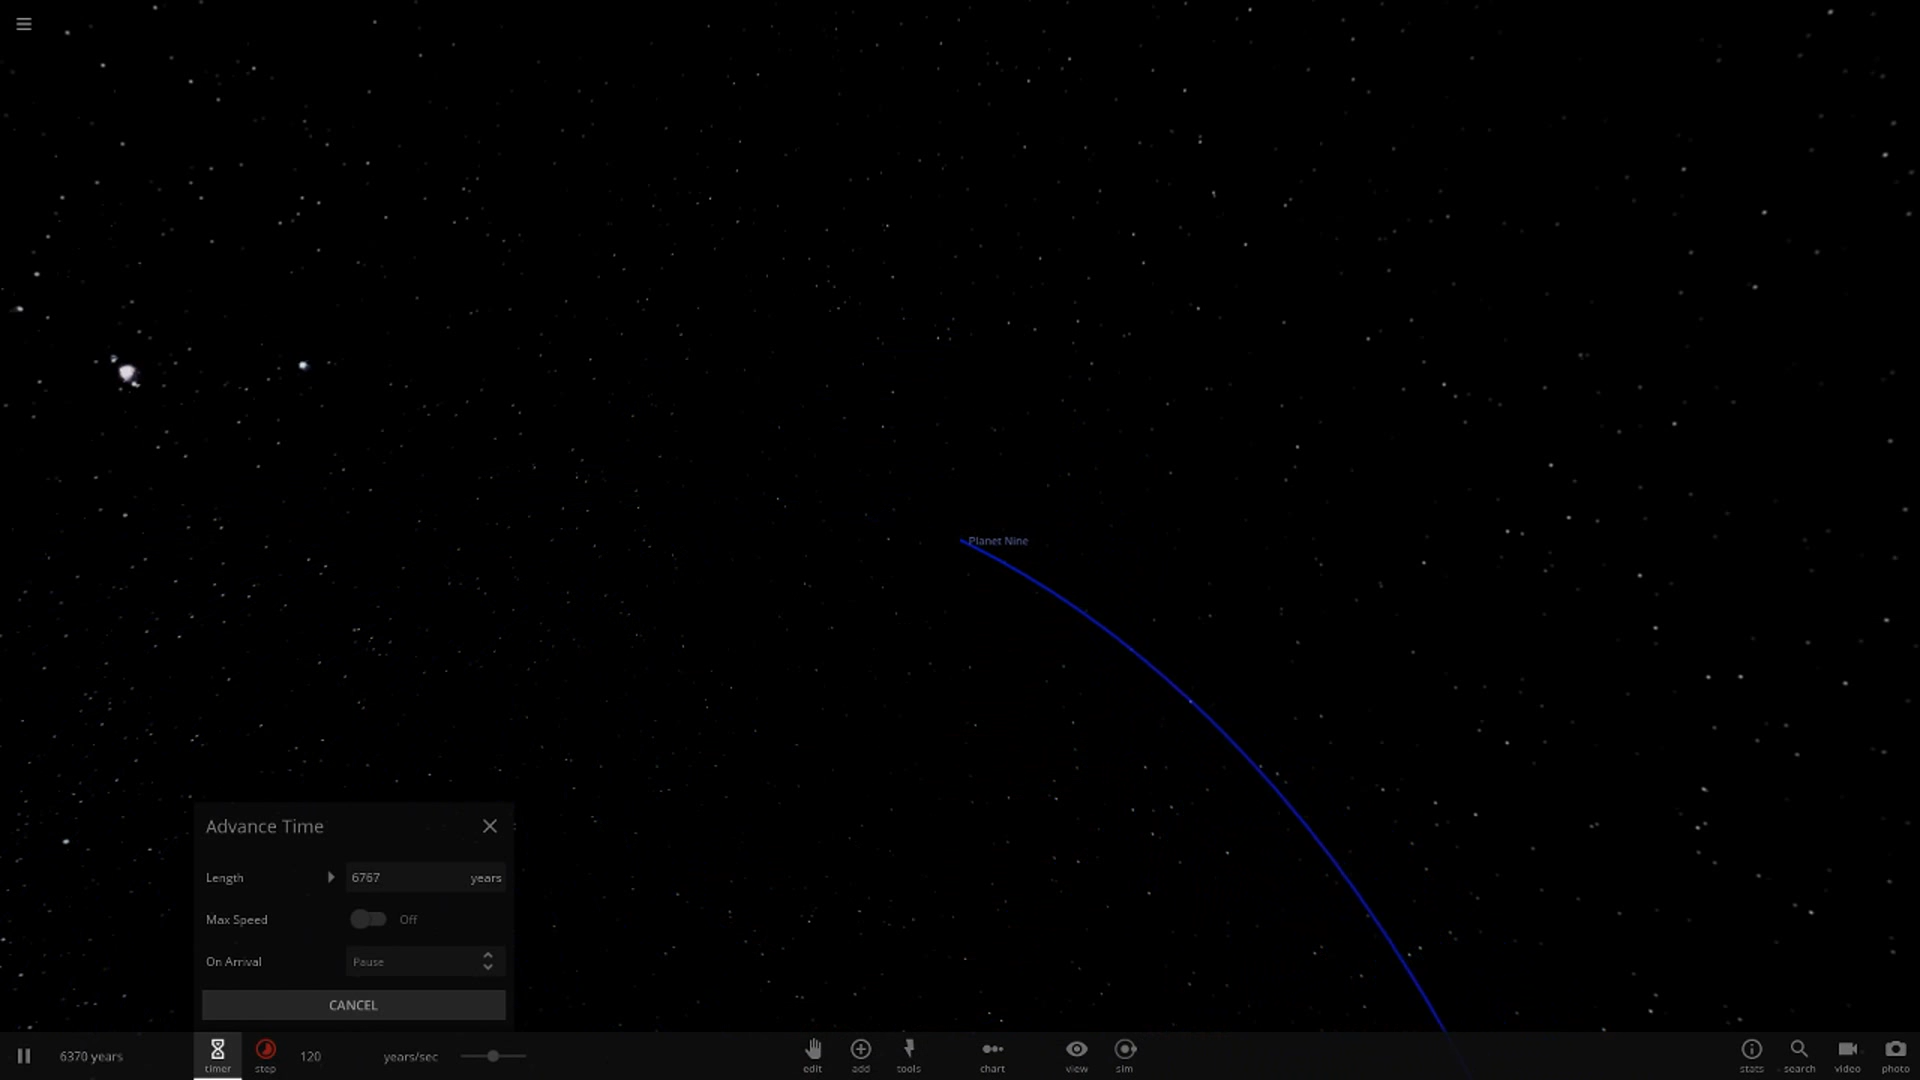 Planet Nine
Advance Time
Length 6767 years
Max Speed Off
On Arrival Pause
CANCEL
6370 years timer step 120 years/sec edit add tools chart view sim stats search video photo